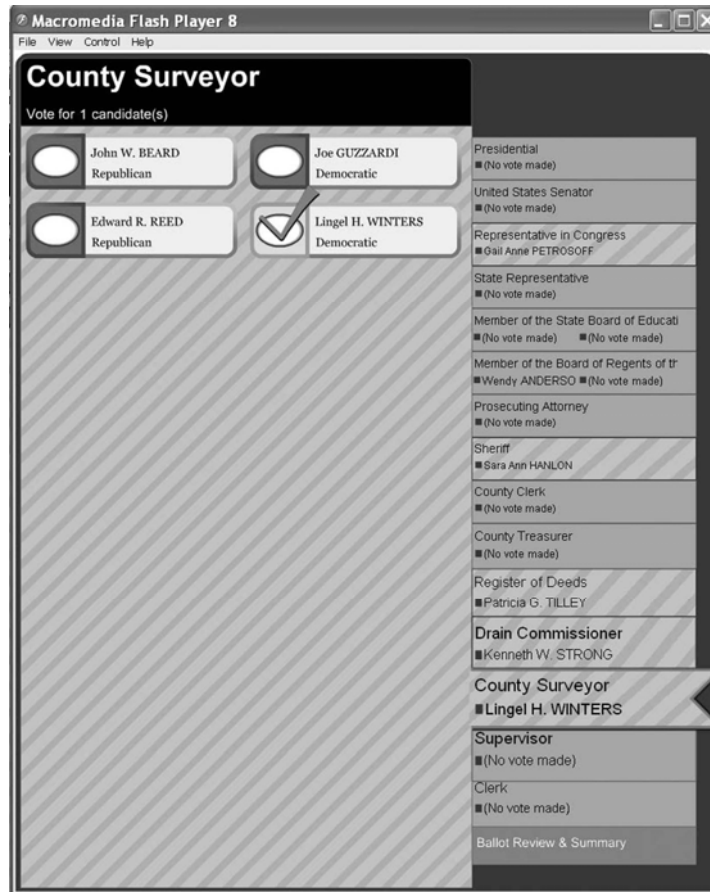 Macromedia Flash Player 8
File View Control Help
County Surveyor
Vote for 1 candidate(s)
John W. BEARD
Republican
Joe GUZZARDI
Democratic
Edward R. REED
Republican
Lingel H. WINTERS
Democratic
Presidential
(No vote made)
United States Senator
(No vote made)
Representative in Congress
Gail Anne PETROSOFF
State Representative
(No vote made)
Member of the State Board of Educati
(No vote made) (No vote made)
Member of the Board of Regents of th
Wendy ANDERSO (No vote made)
Prosecuting Attorney
(No vote made)
Sheriff
Sara Ann HANLON
County Clerk
(No vote made)
County Treasurer
(No vote made)
Register of Deeds
Patricia G. TILLEY
Drain Commissioner
Kenneth W. STRONG
County Surveyor
Lingel H. WINTERS
Supervisor
(No vote made)
Clerk
(No vote made)
Ballot Review & Summary